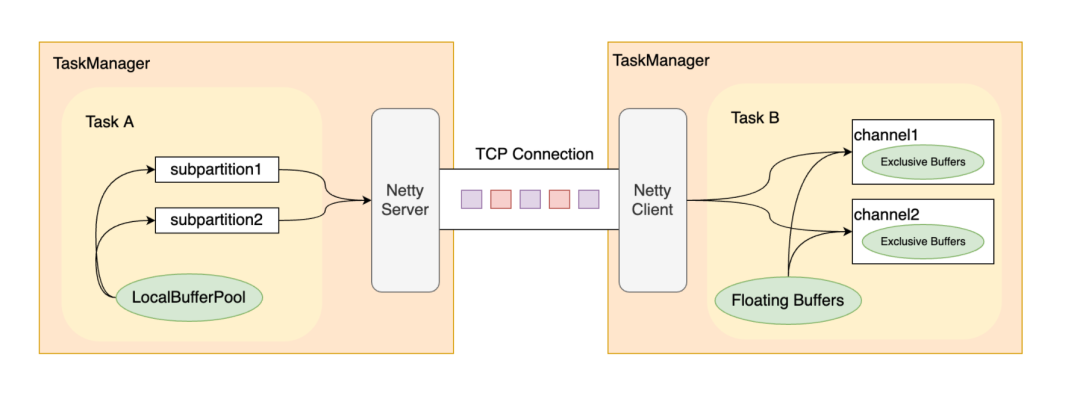 TaskManager
Task A
subpartition1
subpartition2
LocalBufferPool
Netty
Server
TCP Connection
TaskManager
Netty
Client
Task B
channel1
Exclusive Buffers
channel2
Exclusive Buffers
Floating Buffers